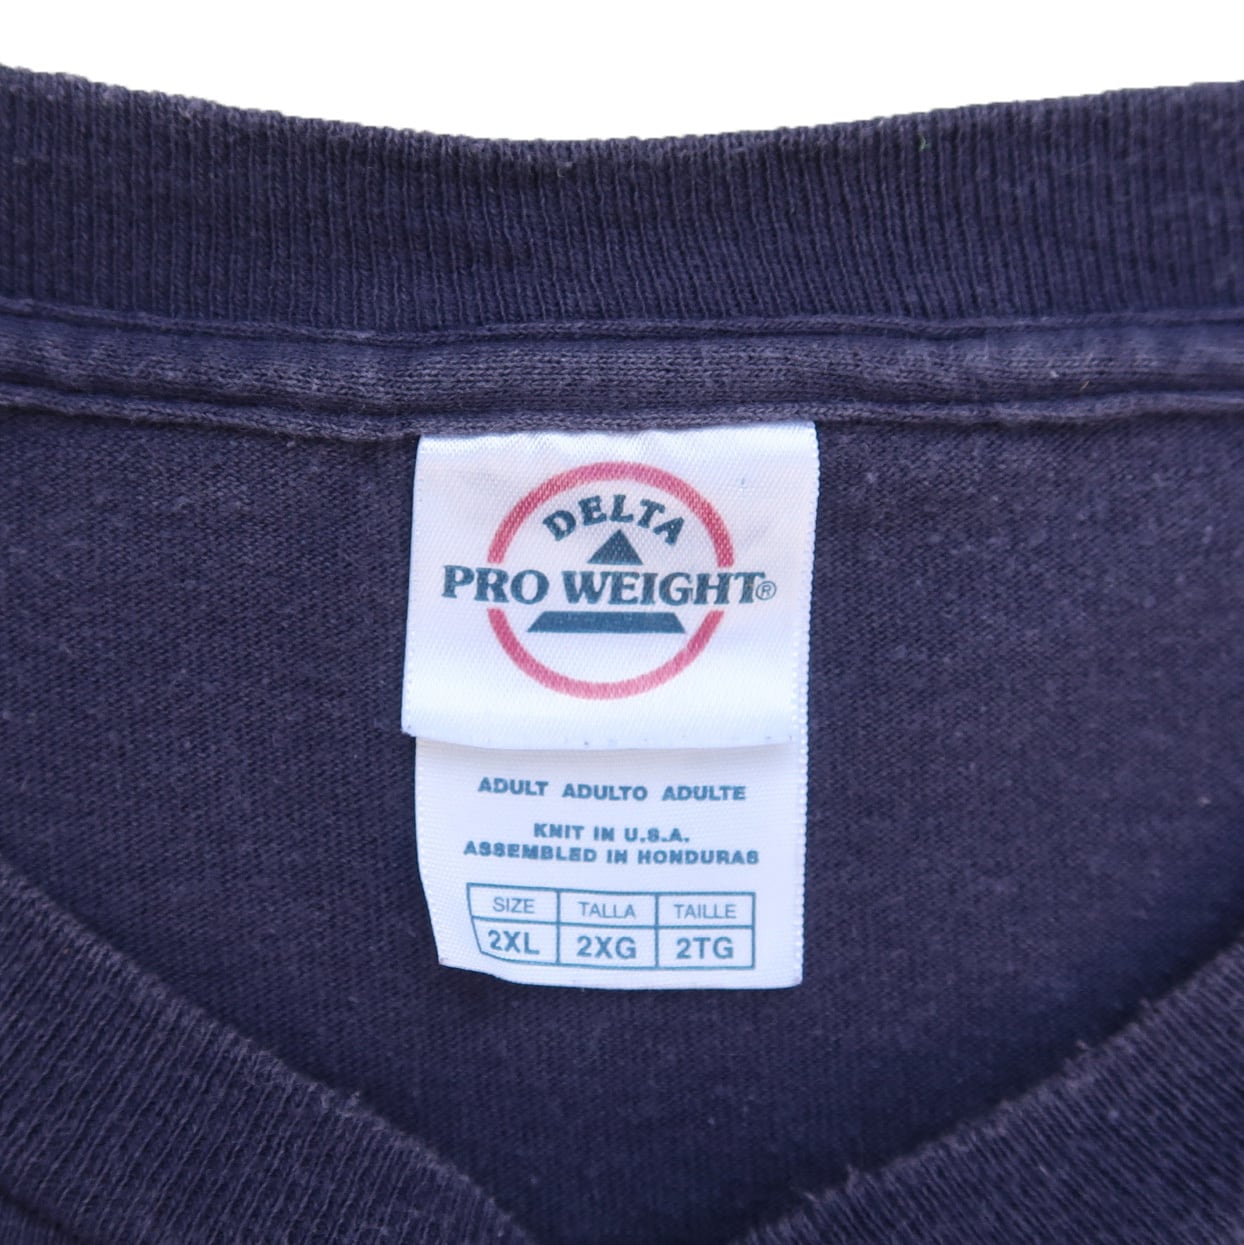 DELTA
PRO WEIGHT®
ADULT ADULTO ADULTE
KNIT IN U.S.A.
ASSEMBLED IN HONDURAS
SIZE TALLA TAILLE
2XL 2XG 2TG